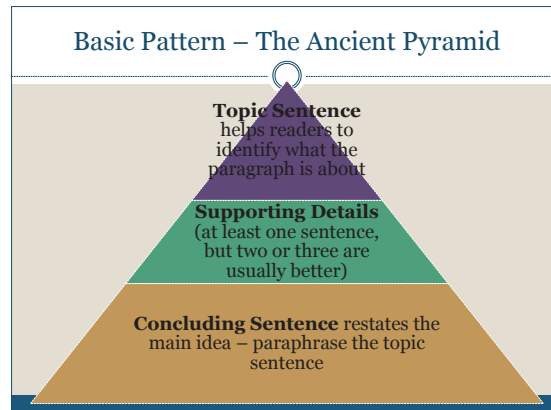 Basic Pattern – The Ancient Pyramid
Topic Sentence
helps readers to
identify what the
paragraph is about
Supporting Details
(at least one sentence,
but two or three are
usually better)
Concluding Sentence restates the
main idea – paraphrase the topic
sentence